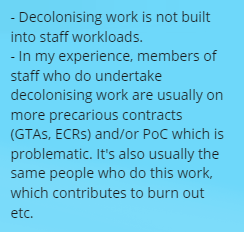 - Decolonising work is not built
into staff workloads.
- In my experience, members of
staff who do undertake
decolonising work are usually on
more precarious contracts
(GTAs, ECRs) and/or PoC which is
problematic. It's also usually the
same people who do this work,
which contributes to burn out
etc.